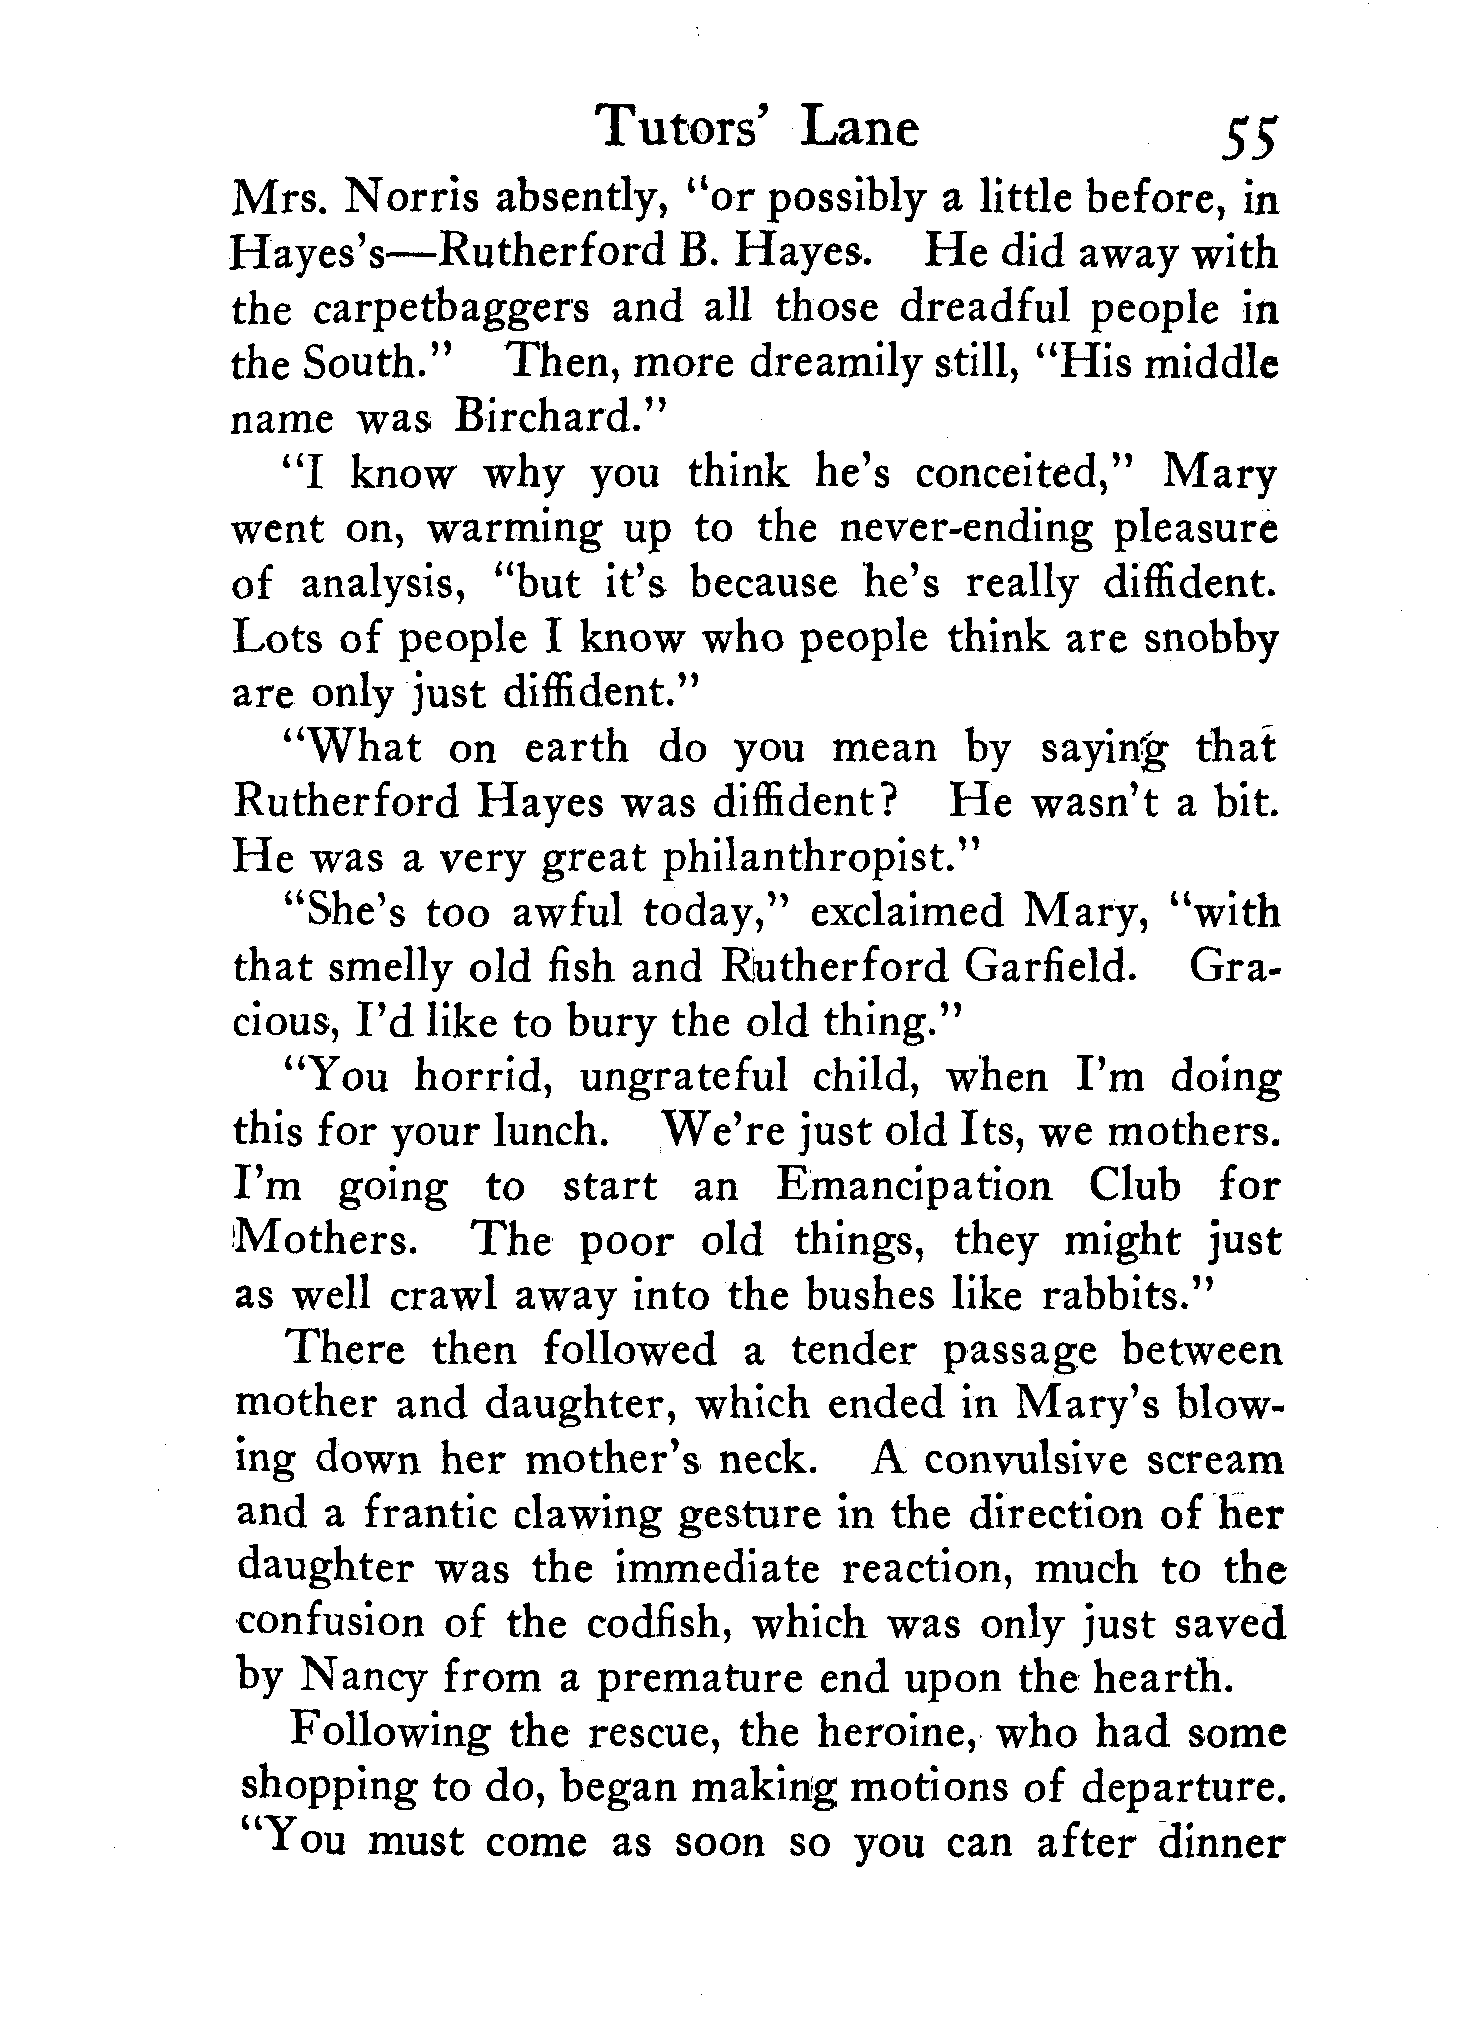 Tutors’ Lane 55
Mrs. Norris absently, “or possibly a little before, in
Hayes’s—Rutherford B. Hayes. He did away with
the carpetbaggers and all those dreadful people in
the South.” Then, more dreamily still, “His middle
name was Birchard.”
“I know why you think he’s conceited,” Mary
went on, warming up to the never-ending pleasure
of analysis, “but it’s because he’s really diffident.
Lots of people I know who people think are snobby
are only just diffident.”
“What on earth do you mean by saying that
Rutherford Hayes was diffident? He wasn’t a bit.
He was a very great philanthropist.”
“She’s too awful today,” exclaimed Mary, “with
that smelly old fish and Rutherford Garfield. Gra-
cious, I’d like to bury the old thing.”
“You horrid, ungrateful child, when I’m doing
this for your lunch. We’re just old Its, we mothers.
I’m going to start an Emancipation Club for
Mothers. The poor old things, they might just
as well crawl away into the bushes like rabbits.”
There then followed a tender passage between
mother and daughter, which ended in Mary’s blow-
ing down her mother’s neck. A convulsive scream
and a frantic clawing gesture in the direction of her
daughter was the immediate reaction, much to the
confusion of the codfish, which was only just saved
by Nancy from a premature end upon the hearth.
Following the rescue, the heroine, who had some
shopping to do, began making motions of departure.
“You must come as soon so you can after dinner